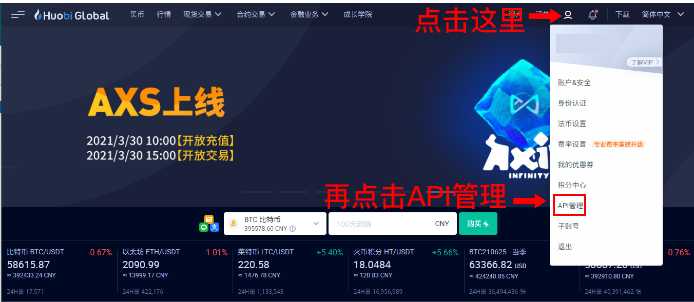 Huobi Global 买币 行情 现货交易 合约交易 金融业务 成长学院 点击这里 下载 简体中文
了解VIP >
账户&安全
身份认证
法币设置
费率设置 专业费率重磅升级
我的优惠券
积分中心
API管理
子账号
退出
AXS上线
2021/3/30 10:00【开放充值】
2021/3/30 15:00【开放交易】
INFINITY
再点击API管理
BTC 比特币
395578.60 CNY
100元起购 CNY
购买
比特币 BTC/USDT -0.67%
58615.87
≈ 392433.24 CNY
24H量 17,571
以太坊 ETH/USDT -1.01%
2090.99
≈ 13999.17 CNY
24H量 422,176
莱特币 LTC/USDT +5.40%
220.58
≈ 1476.78 CNY
24H量 1,133,543
火币积分 HT/USDT +5.66%
18.0484
≈ 120.83 CNY
24H量 16,956,589
BTC210625 · 当季
63366.82 USD
≈ 424240.85 CNY
24H量 36,494,436 张
-0.76%
≈ 392910.80 CNY
24H量 45,391,462 张